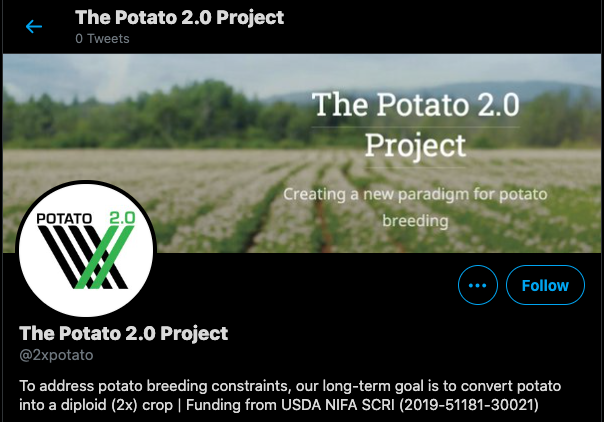 The Potato 2.0 Project
0 Tweets
The Potato 2.0
Project
Creating a new paradigm for potato
breeding
POTATO 2.0
Follow
The Potato 2.0 Project
@2xpotato
To address potato breeding constraints, our long-term goal is to convert potato
into a diploid (2x) crop | Funding from USDA NIFA SCRI (2019-51181-30021)